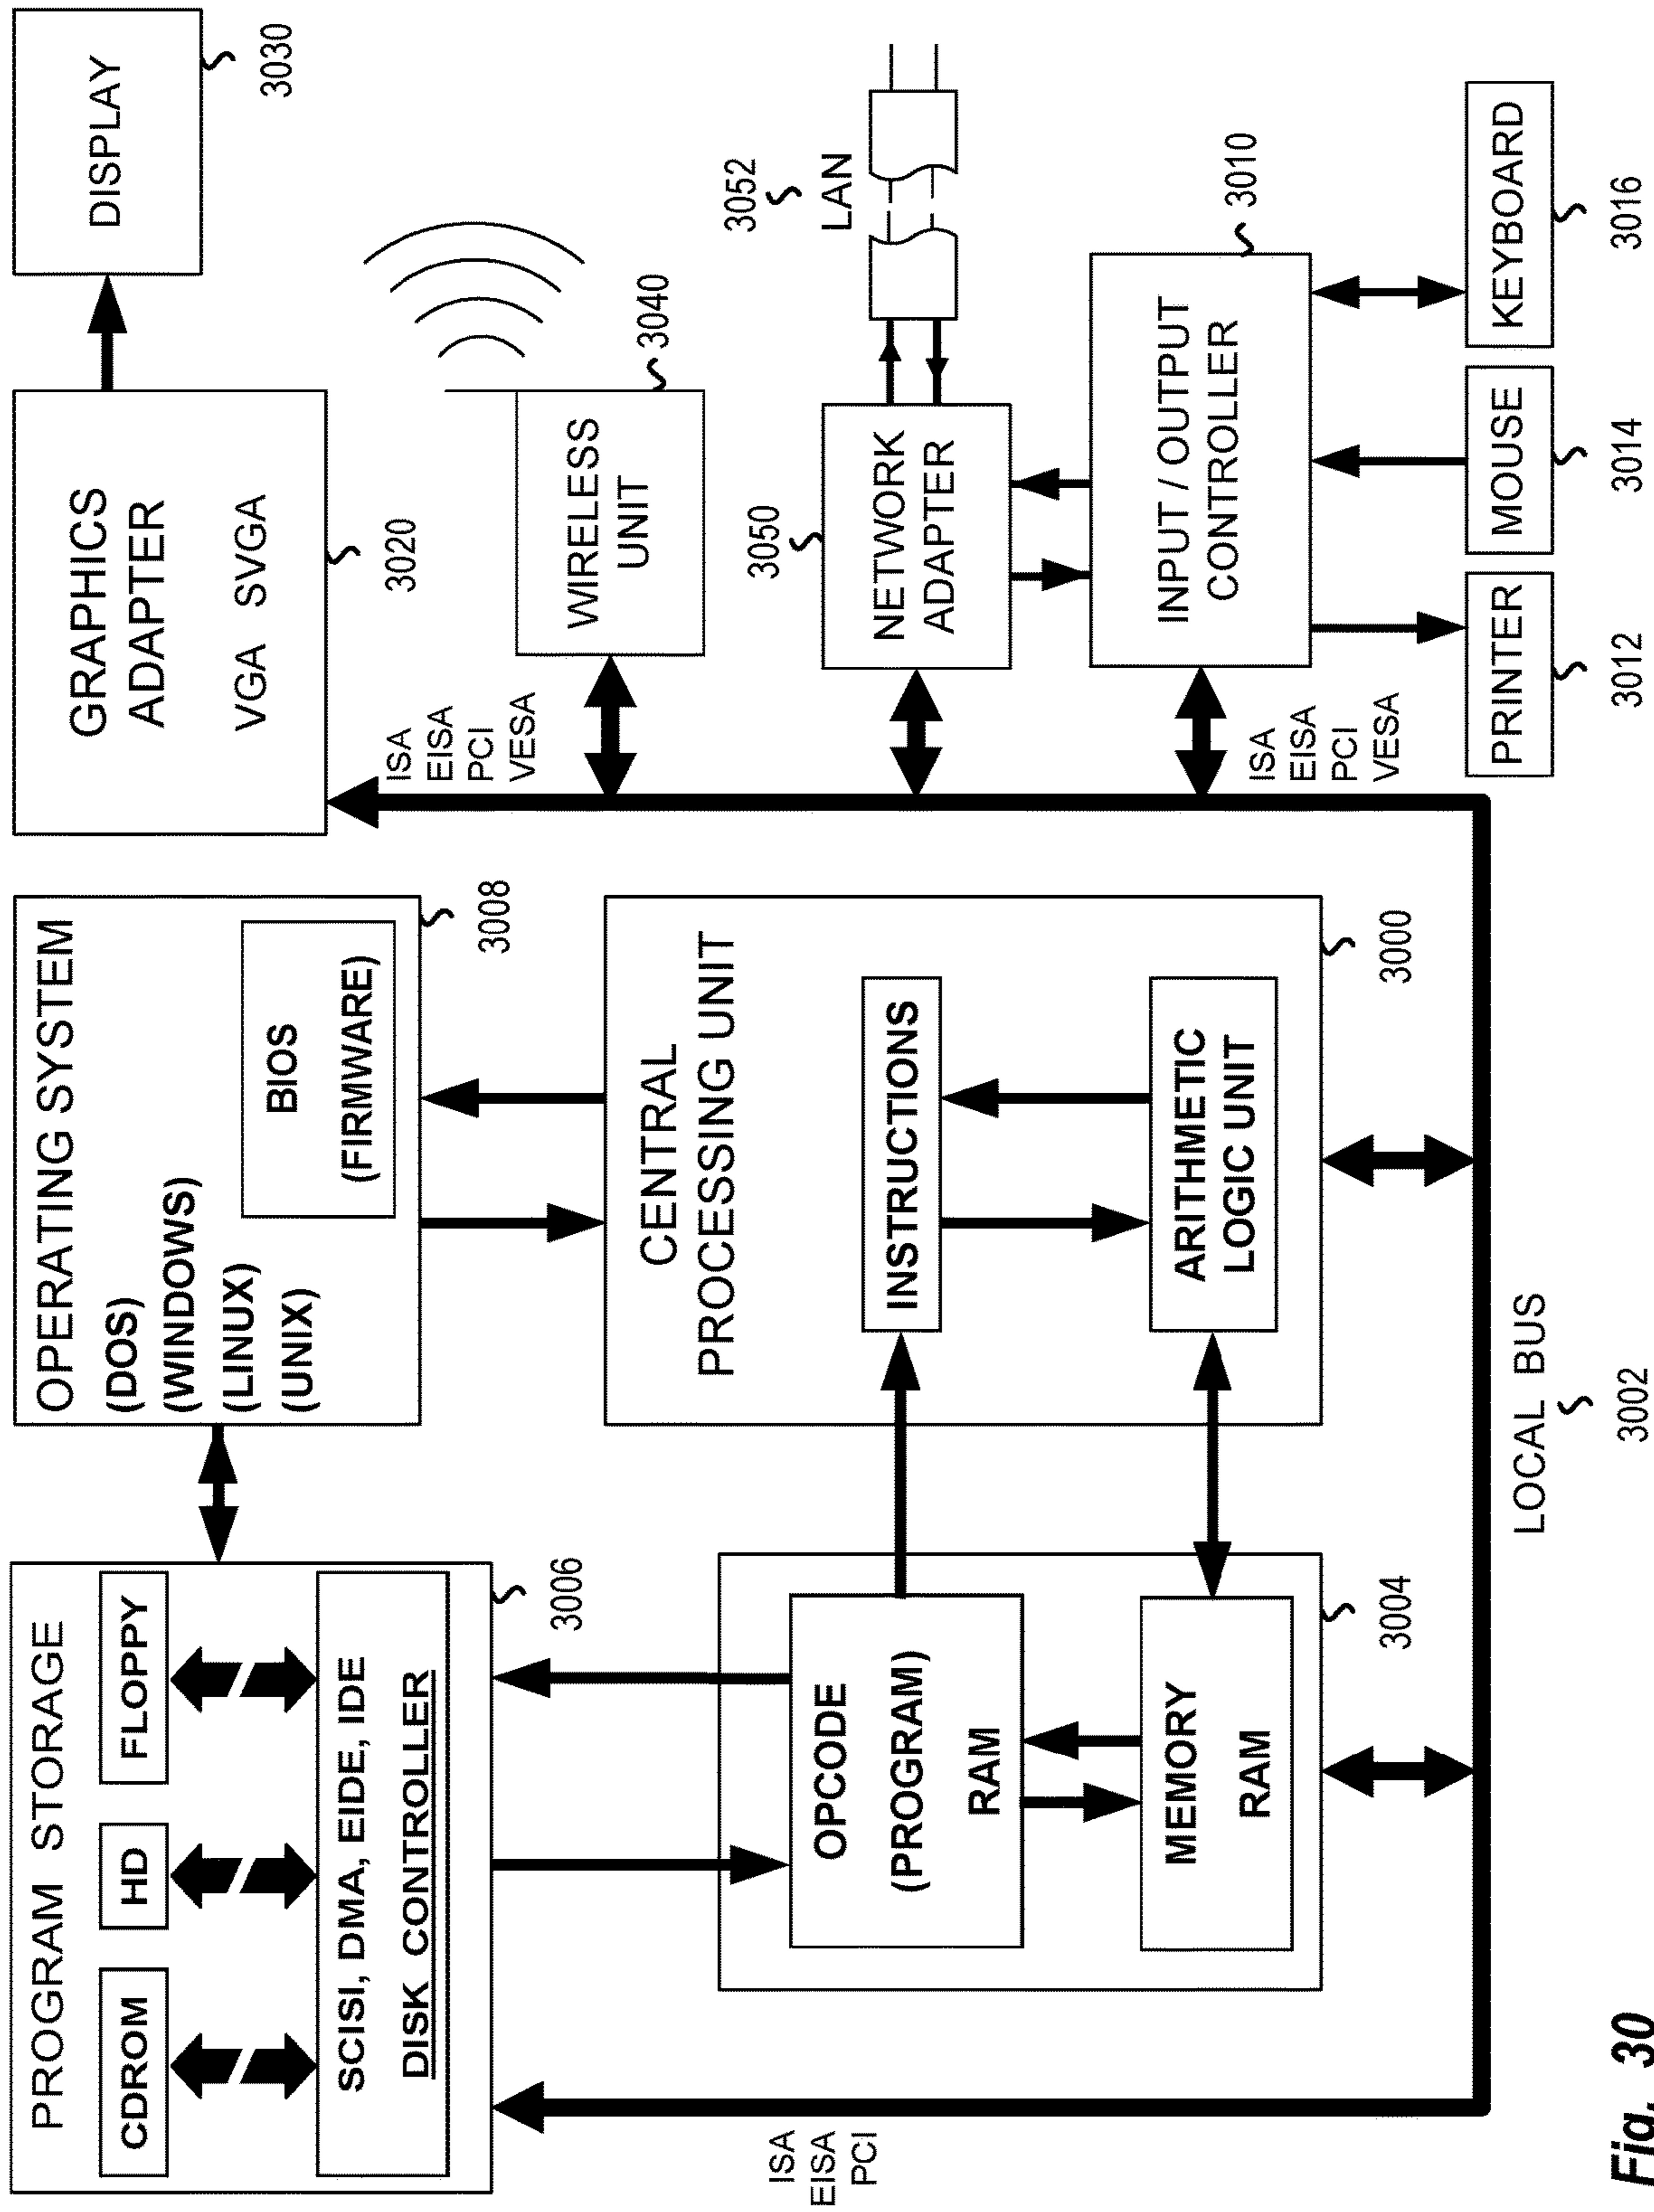 PROGRAM STORAGE
CDROM
HD
FLOPPY
SCISI, DMA, EIDE, IDE
DISK CONTROLLER
3006
OPERATING SYSTEM
(DOS)
(WINDOWS)
(LINUX)
(UNIX)
BIOS
(FIRMWARE)
3008
GRAPHICS
ADAPTER
VGA SVGA
3020
DISPLAY
3030
ISA
EISA
PCI
VESA
WIRELESS
UNIT
3040
CENTRAL
PROCESSING UNIT
INSTRUCTIONS
ARITHMETIC
LOGIC UNIT
3000
OPCODE
(PROGRAM)
RAM
MEMORY
RAM
3004
ISA
EISA
PCI
3050
NETWORK
ADAPTER
3052
LAN
INPUT / OUTPUT
CONTROLLER
3010
ISA
EISA
PCI
VESA
PRINTER
3012
MOUSE
3014
KEYBOARD
3016
LOCAL BUS
3002
Fig. 30